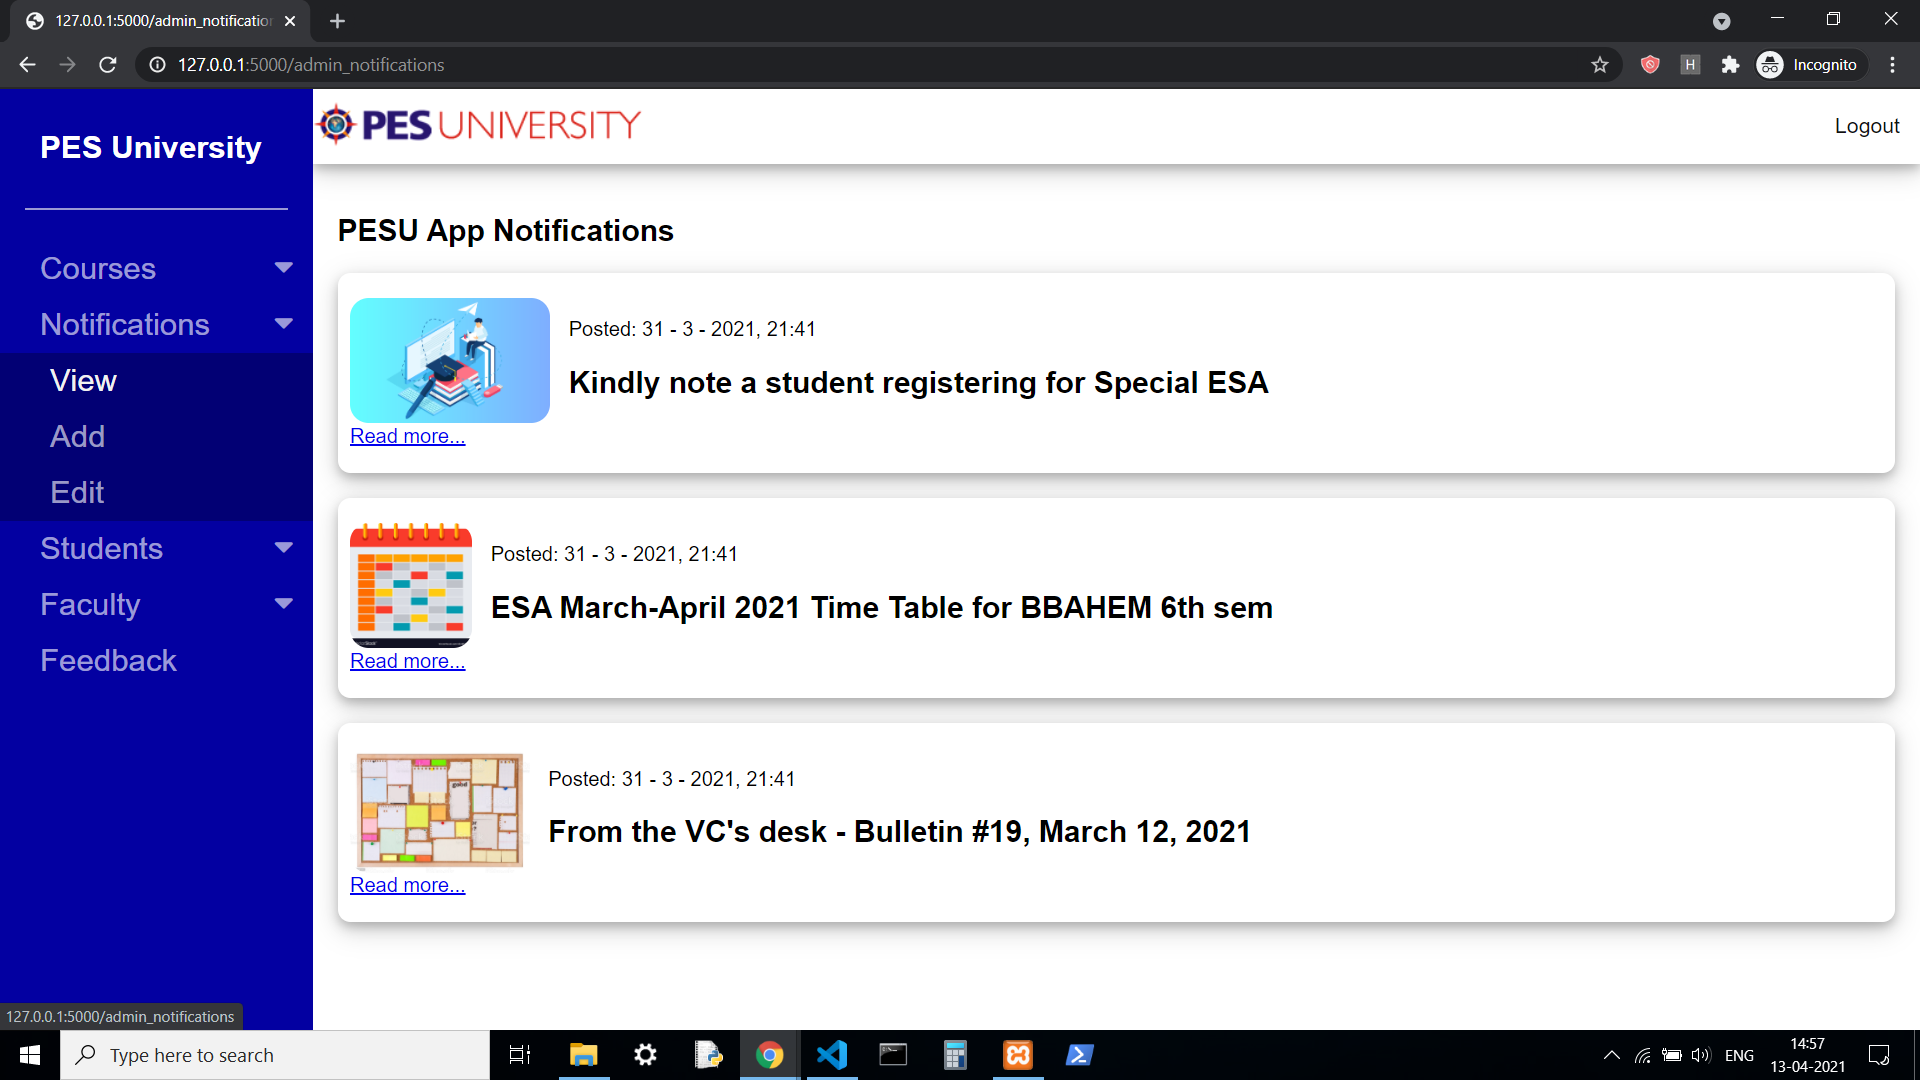 127.0.0.1:5000/admin_notification
127.0.0.1:5000/admin_notifications
H
Incognito
PES University
PES UNIVERSITY
Logout
Courses
Notifications
View
Add
Edit
Students
Faculty
Feedback
PESU App Notifications
Posted: 31 - 3 - 2021, 21:41
Kindly note a student registering for Special ESA
Read more...
Posted: 31 - 3 - 2021, 21:41
ESA March-April 2021 Time Table for BBAHEM 6th sem
Read more...
Posted: 31 - 3 - 2021, 21:41
From the VC's desk - Bulletin #19, March 12, 2021
Read more...
127.0.0.1:5000/admin_notifications
Type here to search
ENG
14:57
13-04-2021